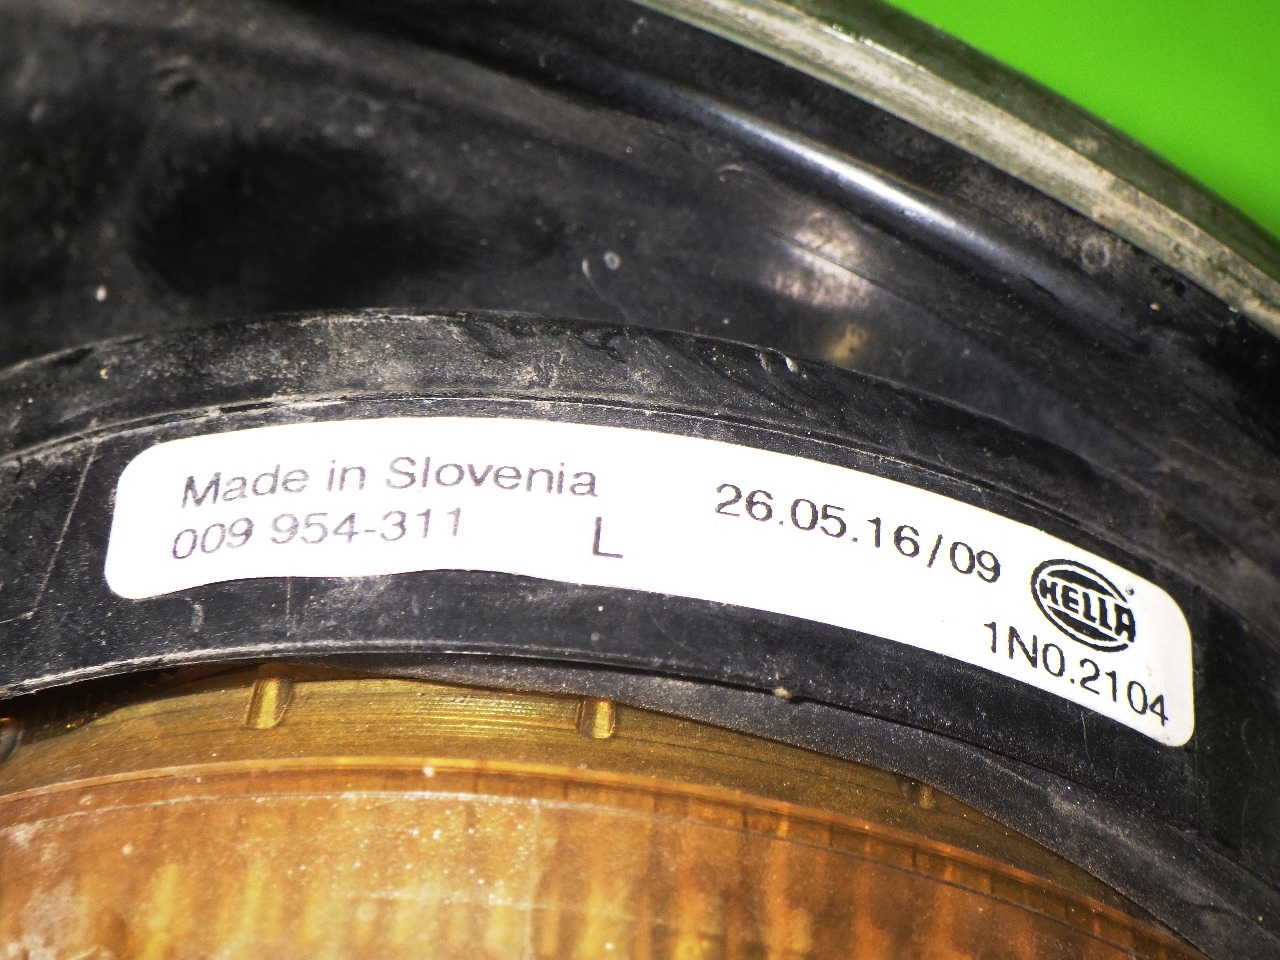 Made in Slovenia
009 954-311 L
26.05.16/09
HELLA
1N0.2104